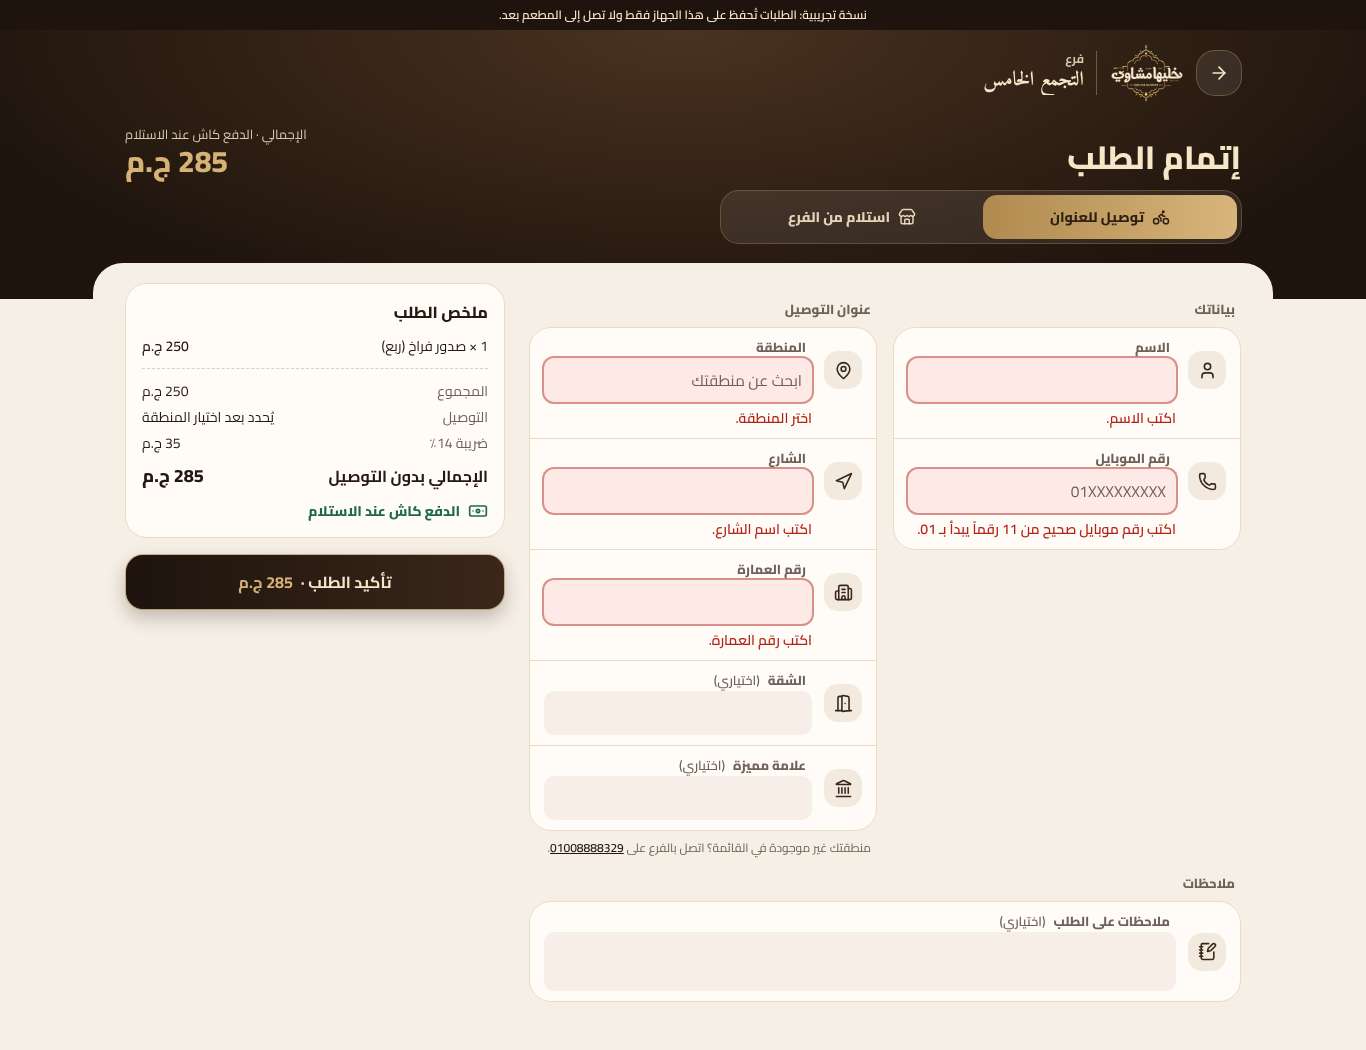 نسخة تجريبية: الطلبات تُحفظ على هذا الجهاز فقط ولا تصل إلى المطعم بعد.
خليها مشاوي
فرع
التجمع الخامس
إتمام الطلب
الإجمالي · الدفع كاش عند الاستلام
285 ج.م
توصيل للعنوان
استلام من الفرع
بياناتك
الاسم
اكتب الاسم.
رقم الموبايل
01XXXXXXXXX
اكتب رقم موبايل صحيح من 11 رقماً يبدأ بـ 01.
عنوان التوصيل
المنطقة
ابحث عن منطقتك
اختر المنطقة.
الشارع
اكتب اسم الشارع.
رقم العمارة
اكتب رقم العمارة.
الشقة (اختياري)
علامة مميزة (اختياري)
منطقتك غير موجودة في القائمة؟ اتصل بالفرع على 01008888329.
ملاحظات
ملاحظات على الطلب (اختياري)
ملخص الطلب
1 × صدور فراخ (ربع) 250 ج.م
المجموع 250 ج.م
التوصيل يُحدد بعد اختيار المنطقة
ضريبة 14٪ 35 ج.م
الإجمالي بدون التوصيل 285 ج.م
الدفع كاش عند الاستلام
تأكيد الطلب · 285 ج.م